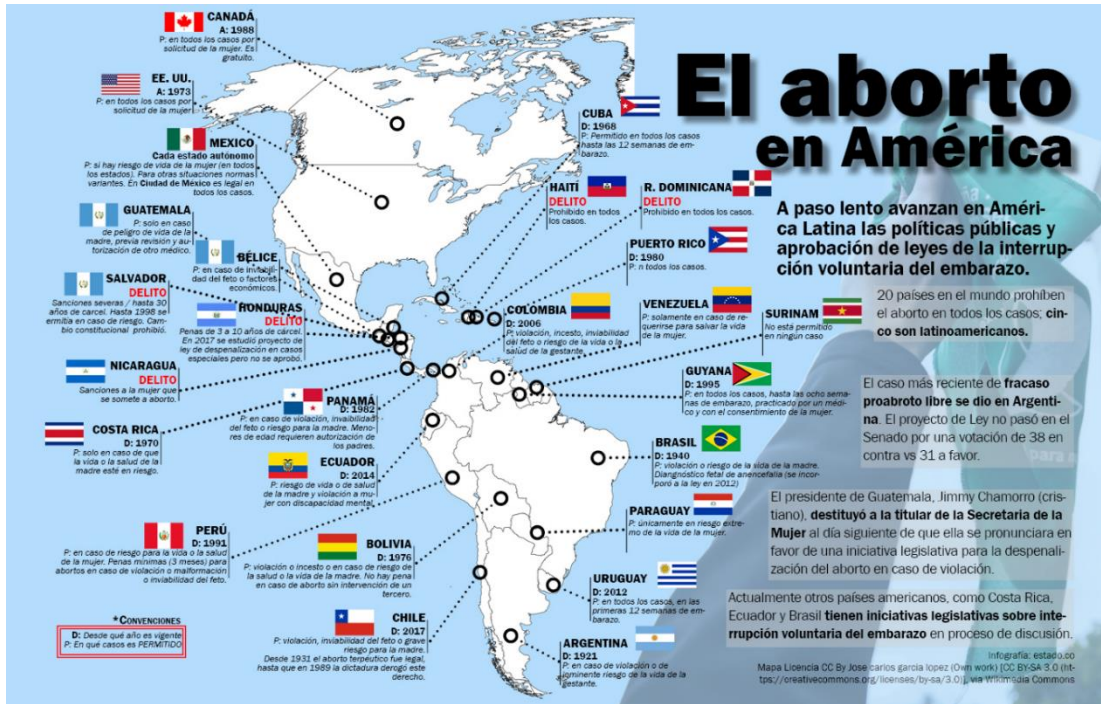 El aborto
en América
A paso lento avanzan en Améri-
ca Latina las políticas públicas y
aprobación de leyes de la interrup-
ción voluntaria del embarazo.
CANADÁ
A: 1988
P: en todos los casos por
solicitud de la mujer. Es
gratuito.
EE. UU.
A: 1973
P: en todos los casos por
solicitud de la mujer
MEXICO
Cada estado autónomo
P: si hay riesgo de vida de la mujer (en todos
los estados). Para otras situaciones normas
variantes. En Ciudad de México es legal en
todos los casos.
GUATEMALA
P: solo en caso
de peligro de vida de la
madre, previa revisión y au-
torización de otro médico.
BÉLICE
P: en caso de inviabili-
dad del feto o factores
económicos.
SALVADOR
DELITO
Sanciones severas / hasta 30
años de carcel. Hasta 1998 se
ermitía en caso de riesgo. Cam-
bio constitucional prohibió.
HONDURAS
DELITO
Penas de 3 a 10 años de cárcel.
En 2017 se estudió proyecto de
ley de despenalización en casos
especiales pero no se aprobó.
NICARAGUA
DELITO
Sanciones a la mujer que
se somete a aborto.
PANAMÁ
D: 1982
P: en caso de violación, invaibilidad
del feto o riesgo para la madre. Meno-
res de edad requieren autorización de
los padres.
COSTA RICA
D: 1970
P: solo en caso de que
la vida o la salud de la
madre esté en riesgo.
ECUADOR
D: 2014
P: riesgo de vida o de salud
de la madre y violación a mu-
jer con discapacidad mental.
PERÚ
D: 1991
P: en caso de riesgo para la vida o la salud
de la mujer. Penas mínimas (3 meses) para
abortos en caso de violación o malformación
o inviabilidad del feto.
BOLIVIA
D: 1976
P: violación o incesto o en caso de riesgo de
la salud o la vida de la madre. No hay pena
en caso de aborto sin intervención de un
tercero.
CHILE
D: 2017
P: violación, inviabilidad del feto o grave
riesgo para la madre.
Desde 1931 el aborto terpéutico fue legal,
hasta que en 1989 la dictadura derogó este
derecho.
*CONVENCIONES
D: Desde qué año es vigente
P: En qué casos es PERMITIDO
CUBA
D: 1968
P: Permitido en todos los casos
hasta las 12 semanas de em-
barazo.
HAITÍ
DELITO
Prohibido en todos
los casos.
R. DOMINICANA
DELITO
Prohibido en todos los casos.
PUERTO RICO
D: 1980
P: n todos los casos.
COLOMBIA
D: 2006
P: violación, incesto, inviabilidad
del feto o riesgo de la vida o la
salud de la gestante.
VENEZUELA
P: solamente en caso de re-
querirse para salvar la vida
de la mujer.
SURINAM
No está permitido
en ningún caso
GUYANA
D: 1995
P: en todos los casos, hasta las ocho sema-
nas de embarazo, practicado por un médi-
co y con el consentimiento de la mujer.
BRASIL
D: 1940
P: violación o riesgo de la vida de la madre.
Diangnóstico fetal de anencefalia (se incor-
poró a la ley en 2012)
PARAGUAY
P: únicamente en riesgo extre-
mo de la vida de la mujer.
URUGUAY
D: 2012
P: en todos los casos, en las
primeras 12 semanas de em-
barazo.
ARGENTINA
D: 1921
P: en caso de violación o de
iominente riesgo de la vida de la
gestante.
20 países en el mundo prohíben
el aborto en todos los casos; cin-
co son latinoamericanos.
El caso más reciente de fracaso
proabroto libre se dio en Argenti-
na. El proyecto de Ley no pasó en el
Senado por una votación de 38 en
contra vs 31 a favor.
El presidente de Guatemala, Jimmy Chamorro (cris-
tiano), destituyó a la titular de la Secretaria de la
Mujer al día siguiente de que ella se pronunciara en
favor de una iniciativa legislativa para la despenali-
zación del aborto en caso de violación.
Actualmente otros países americanos, como Costa Rica,
Ecuador y Brasil tienen iniciativas legislativas sobre inte-
rrupción voluntaria del embarazo en proceso de discusión.
Infografía: estado.co
Mapa Licencia CC By Jose carlos garcia lopez (Own work) [CC BY-SA 3.0 (ht-
tps://creativecommons.org/licenses/by-sa/3.0)], via Wikimedia Commons